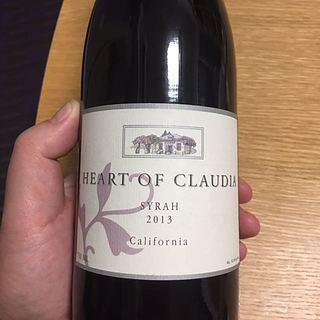 HEART OF CLAUDIA
SYRAH
2013
California